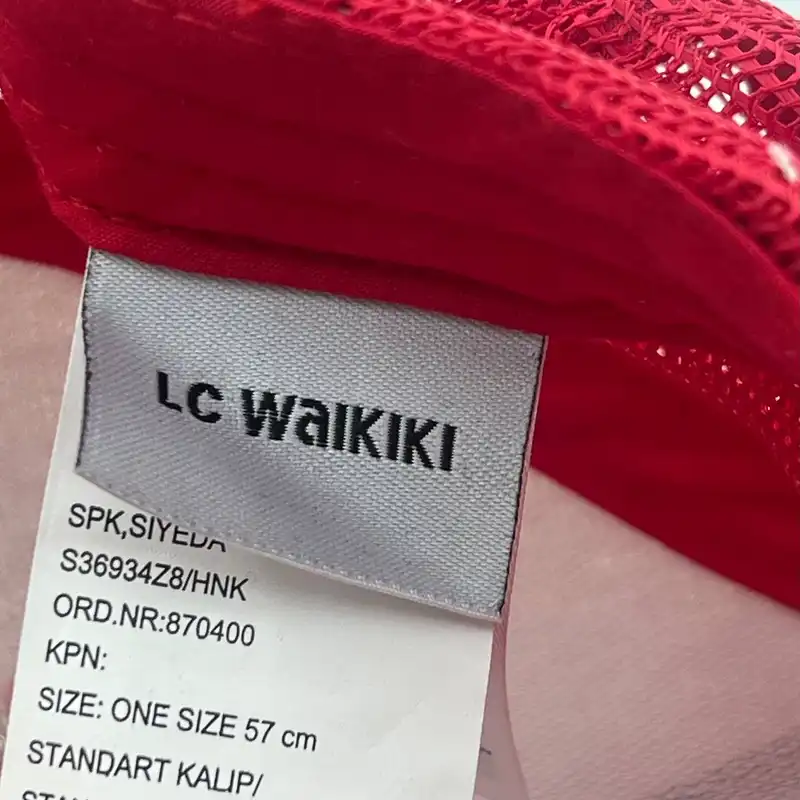 LC WaiKIKI
SPK,SIYEDA
S36934Z8/HNK
ORD.NR:870400
KPN:
SIZE: ONE SIZE 57 cm
STANDART KALIP/